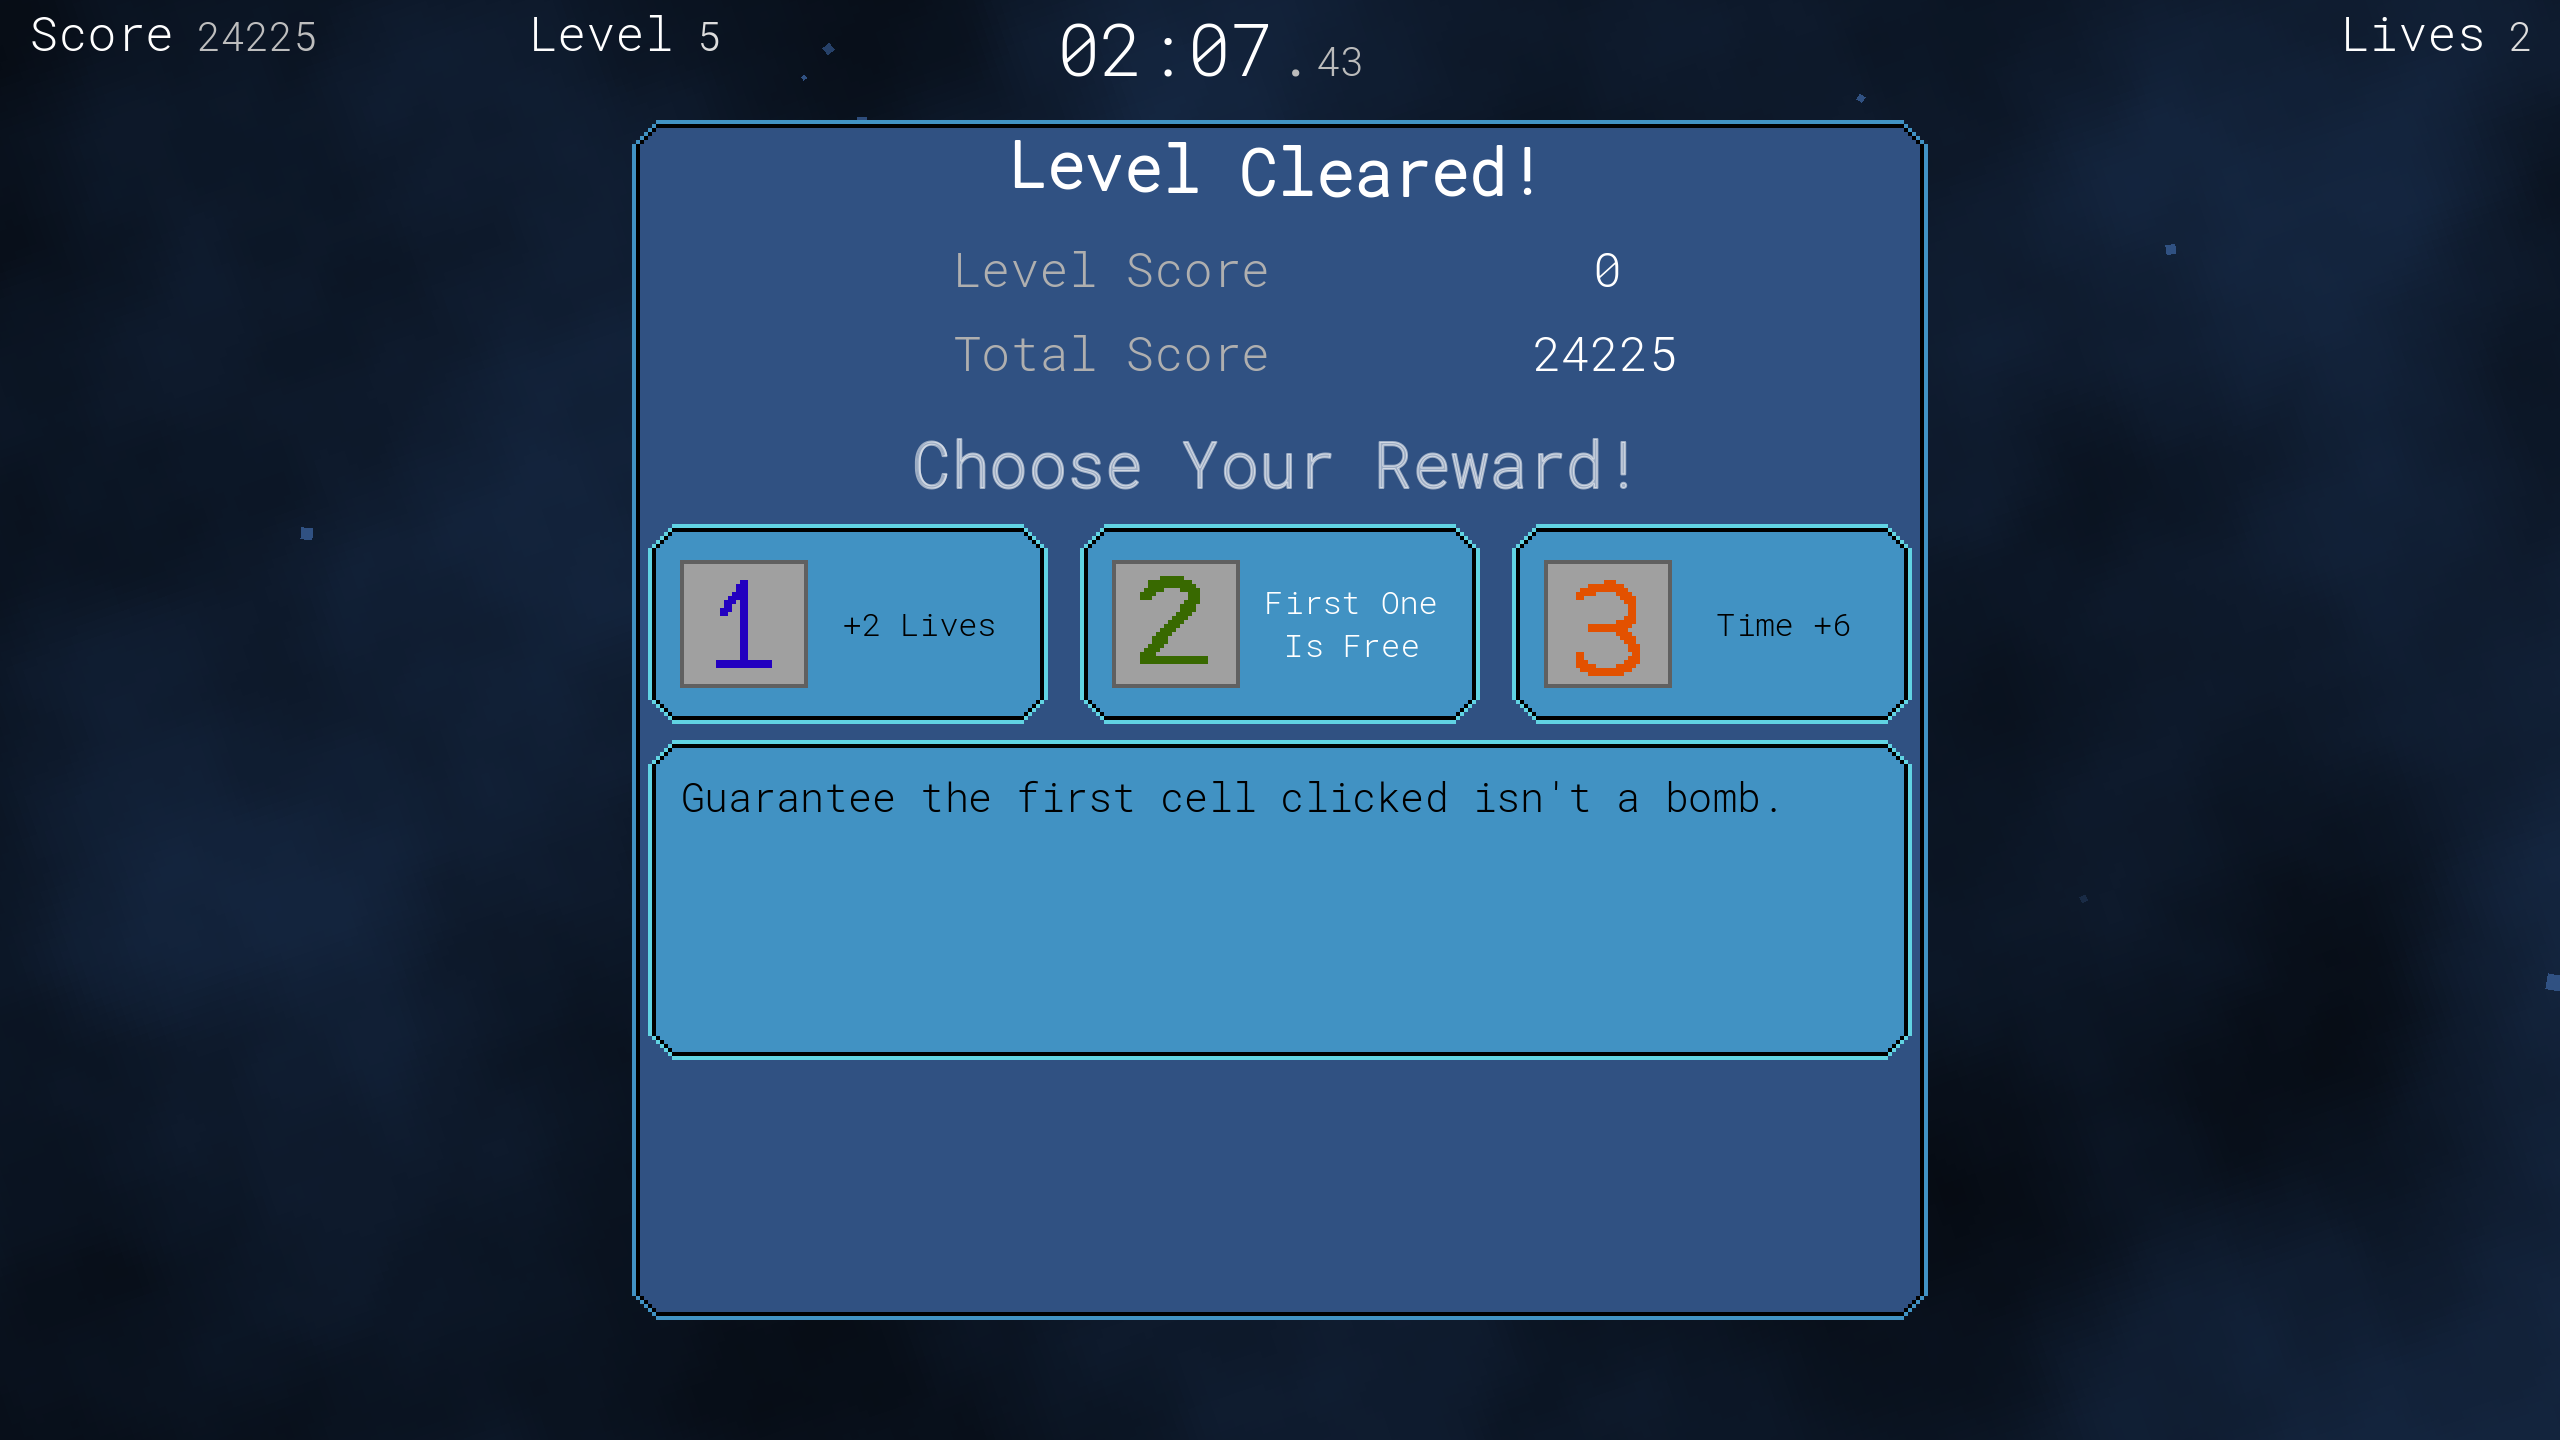 Score 24225 Level 5 02:07.43 Lives 2
Level Cleared!
Level Score 0
Total Score 24225
Choose Your Reward!
1 +2 Lives
2 First One
Is Free
3 Time +6
Guarantee the first cell clicked isn't a bomb.